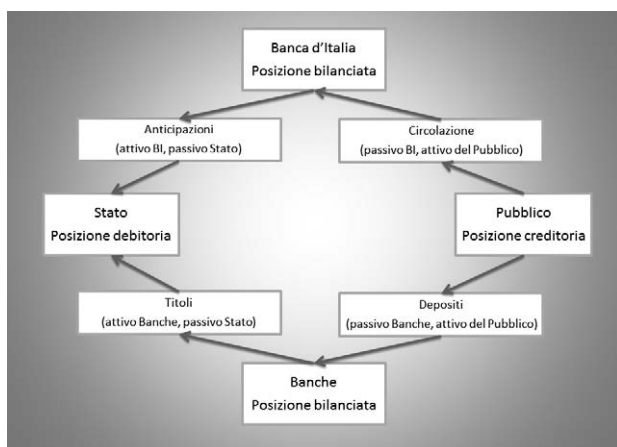 Banca d'Italia
Posizione bilanciata
Anticipazioni
(attivo BI, passivo Stato)
Circolazione
(passivo BI, attivo del Pubblico)
Stato
Posizione debitoria
Pubblico
Posizione creditoria
Titoli
(attivo Banche, passivo Stato)
Depositi
(passivo Banche, attivo del Pubblico)
Banche
Posizione bilanciata